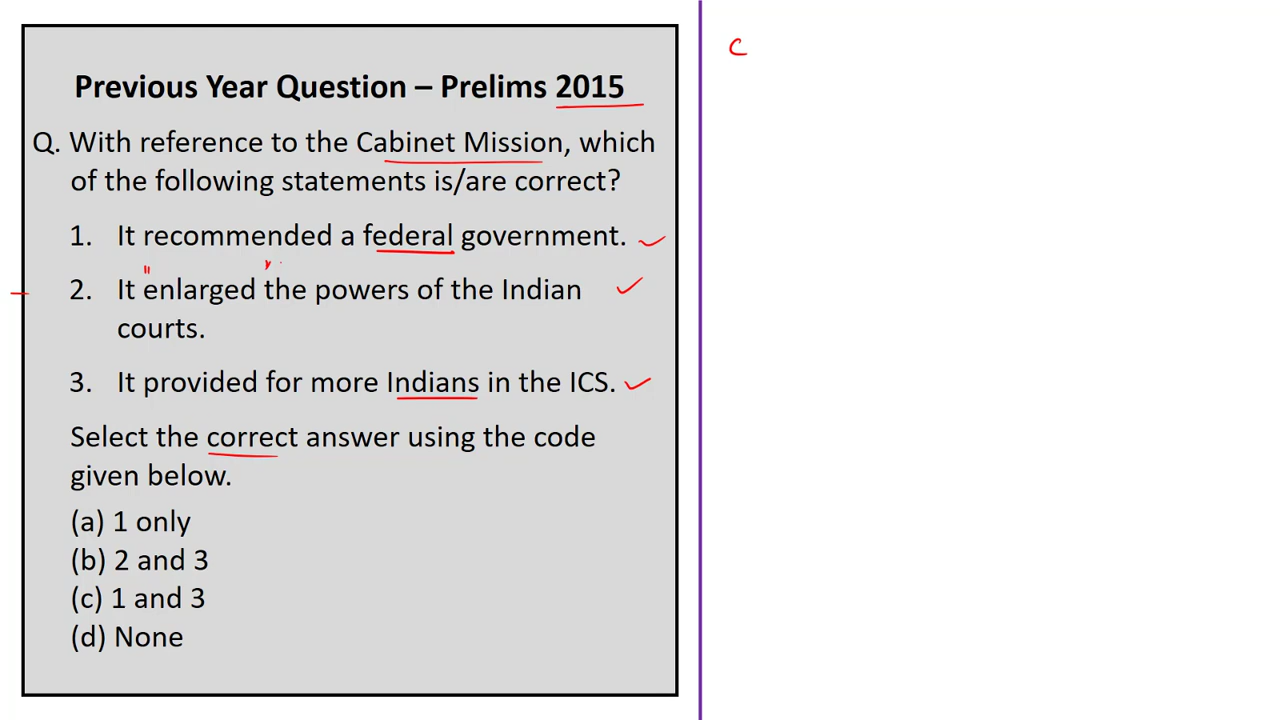 Previous Year Question – Prelims 2015
Q. With reference to the Cabinet Mission, which
of the following statements is/are correct?
1. It recommended a federal government.
2. It enlarged the powers of the Indian
courts.
3. It provided for more Indians in the ICS.
Select the correct answer using the code
given below.
(a) 1 only
(b) 2 and 3
(c) 1 and 3
(d) None
C